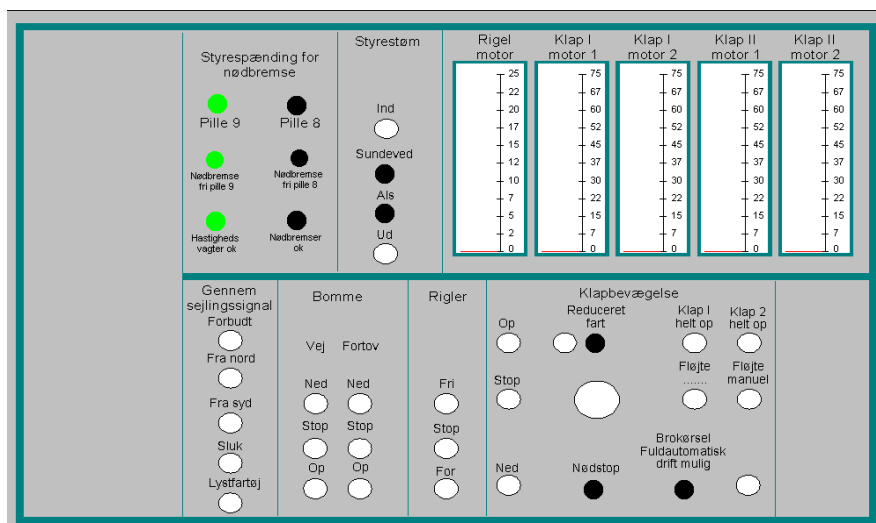 Styrespænding for
nødbremse
Pille 9 Pille 8
Nødbremse
fri pille 9
Nødbremse
fri pille 8
Hastigheds
vagter ok
Nødbremser
ok
Styrestøm
Ind
Sundeved
Als
Ud
Rigel
motor
25
22
20
17
15
12
10
7
5
2
0
Klap I
motor 1
75
67
60
52
45
37
30
22
15
7
0
Klap I
motor 2
75
67
60
52
45
37
30
22
15
7
0
Klap II
motor 1
75
67
60
52
45
37
30
22
15
7
0
Klap II
motor 2
75
67
60
52
45
37
30
22
15
7
0
Gennem
sejlingssignal
Forbudt
Fra nord
Fra syd
Sluk
Lystfartøj
Bomme
Vej Fortov
Ned Ned
Stop Stop
Op Op
Rigler
Fri
Stop
For
Klapbevægelse
Op
Reduceret
fart
Klap I
helt op
Klap 2
helt op
Stop
Fløjte
.......
Fløjte
manuel
Ned
Nødstop
Brokørsel
Fuldautomatisk
drift mulig